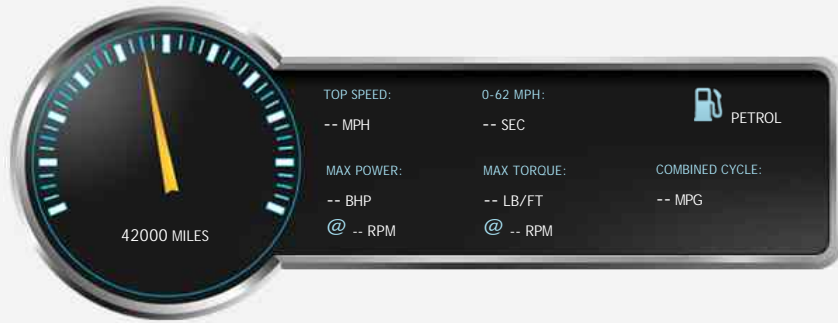 TOP SPEED:
-- MPH
0-62 MPH:
-- SEC
PETROL
MAX POWER:
-- BHP
@ -- RPM
MAX TORQUE:
-- LB/FT
@ -- RPM
COMBINED CYCLE:
-- MPG
42000 MILES